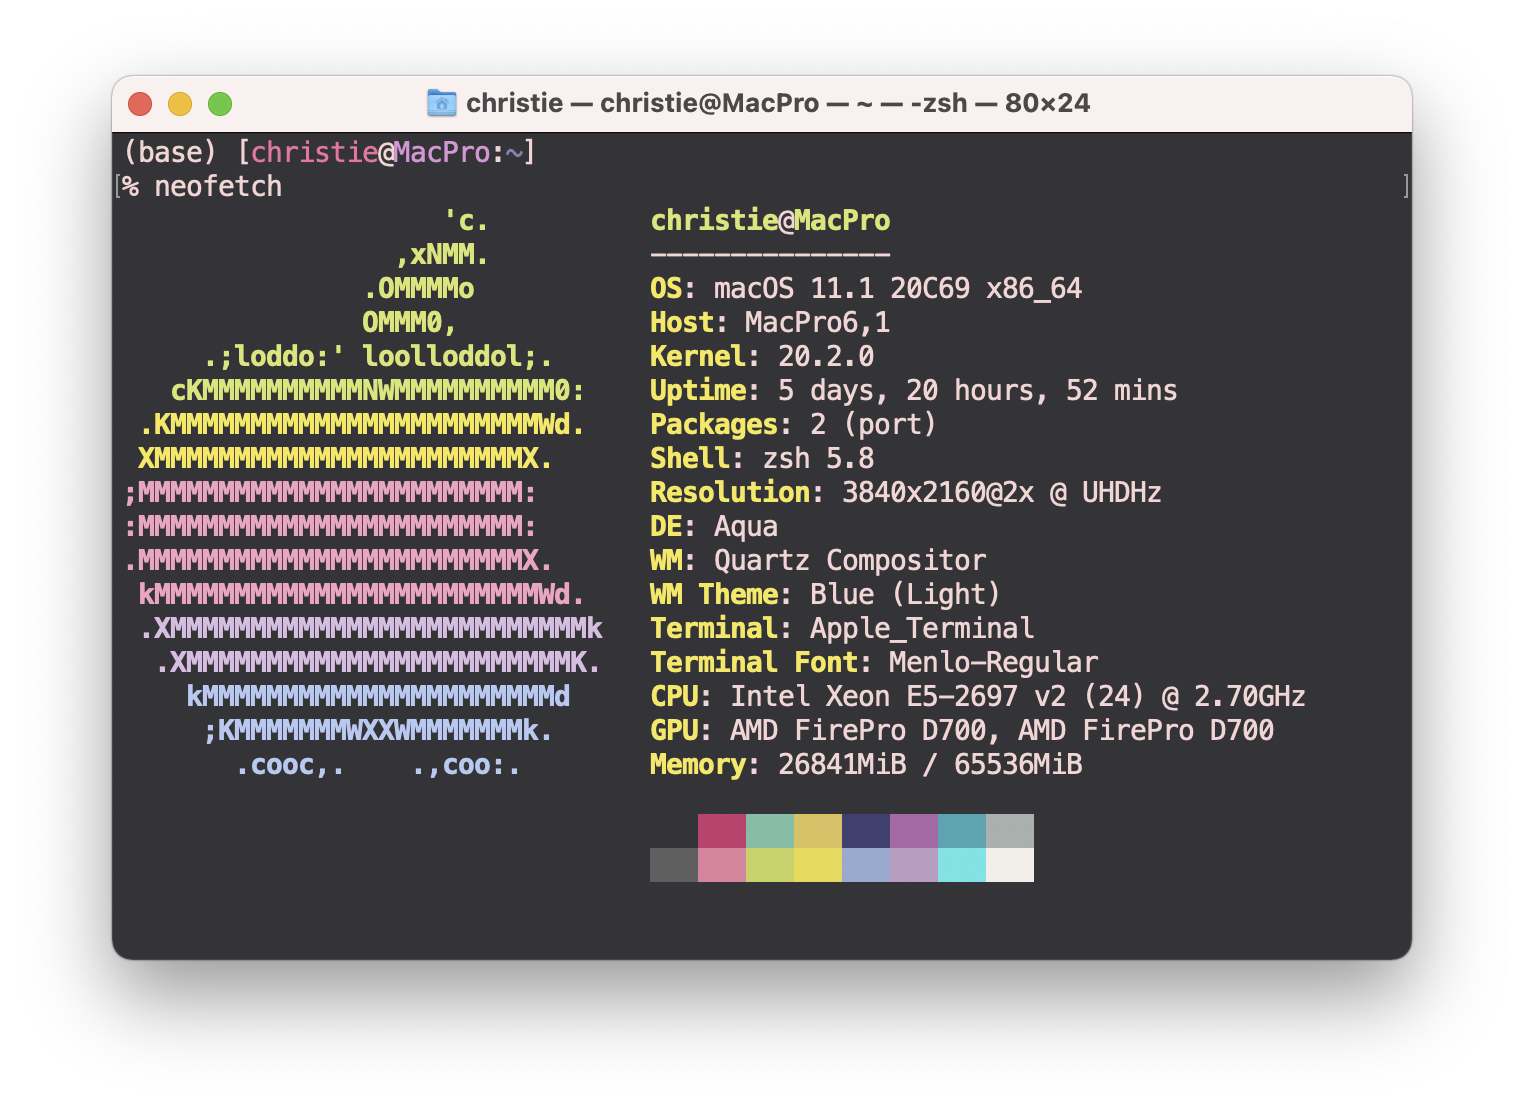 christie — christie@MacPro — ~ — -zsh — 80×24
(base) [christie@MacPro:~]
[% neofetch ]
                    'c.          christie@MacPro
                 ,xNMM.          ---------------
               .OMMMMo           OS: macOS 11.1 20C69 x86_64
               OMMM0,            Host: MacPro6,1
     .;loddo:' loolloddol;.      Kernel: 20.2.0
   cKMMMMMMMMMMNWMMMMMMMMMM0:    Uptime: 5 days, 20 hours, 52 mins
 .KMMMMMMMMMMMMMMMMMMMMMMMWd.    Packages: 2 (port)
 XMMMMMMMMMMMMMMMMMMMMMMMX.      Shell: zsh 5.8
;MMMMMMMMMMMMMMMMMMMMMMMM:       Resolution: 3840x2160@2x @ UHDHz
:MMMMMMMMMMMMMMMMMMMMMMMM:       DE: Aqua
.MMMMMMMMMMMMMMMMMMMMMMMMX.      WM: Quartz Compositor
 kMMMMMMMMMMMMMMMMMMMMMMMMWd.    WM Theme: Blue (Light)
 .XMMMMMMMMMMMMMMMMMMMMMMMMMMk   Terminal: Apple_Terminal
  .XMMMMMMMMMMMMMMMMMMMMMMMMK.   Terminal Font: Menlo-Regular
    kMMMMMMMMMMMMMMMMMMMMMMd     CPU: Intel Xeon E5-2697 v2 (24) @ 2.70GHz
     ;KMMMMMMMWXXWMMMMMMMk.      GPU: AMD FirePro D700, AMD FirePro D700
       .cooc,.    .,coo:.        Memory: 26841MiB / 65536MiB